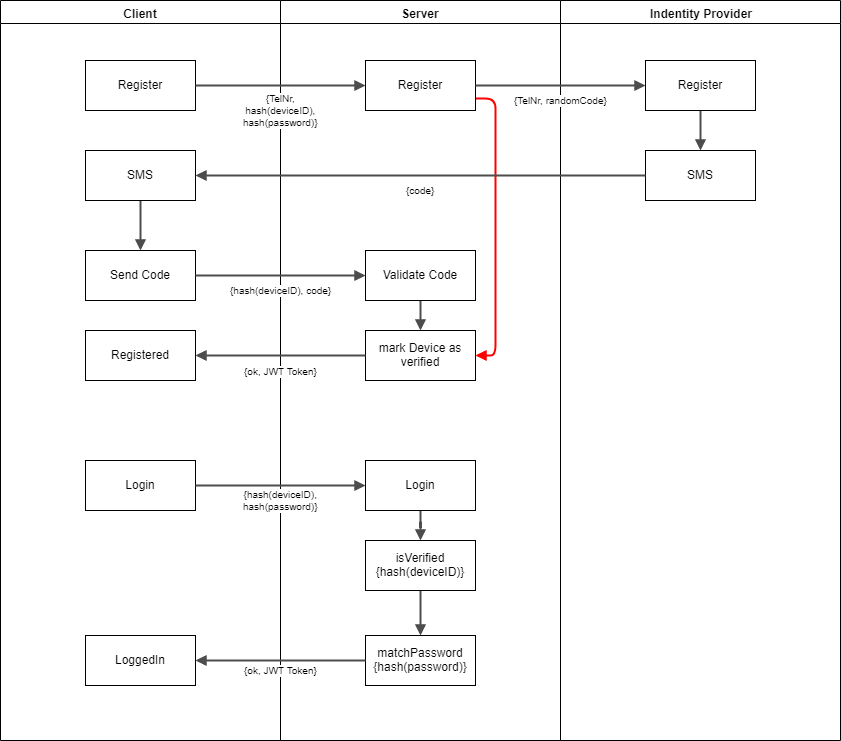 Client
Server
Indentity Provider
Register
Register
Register
{TelNr,
hash(deviceID),
hash(password)}
{TelNr, randomCode}
SMS
SMS
{code}
Send Code
Validate Code
{hash(deviceID), code}
Registered
mark Device as
verified
{ok, JWT Token}
Login
Login
{hash(deviceID),
hash(password)}
isVerified
{hash(deviceID)}
LoggedIn
matchPassword
{hash(password)}
{ok, JWT Token}